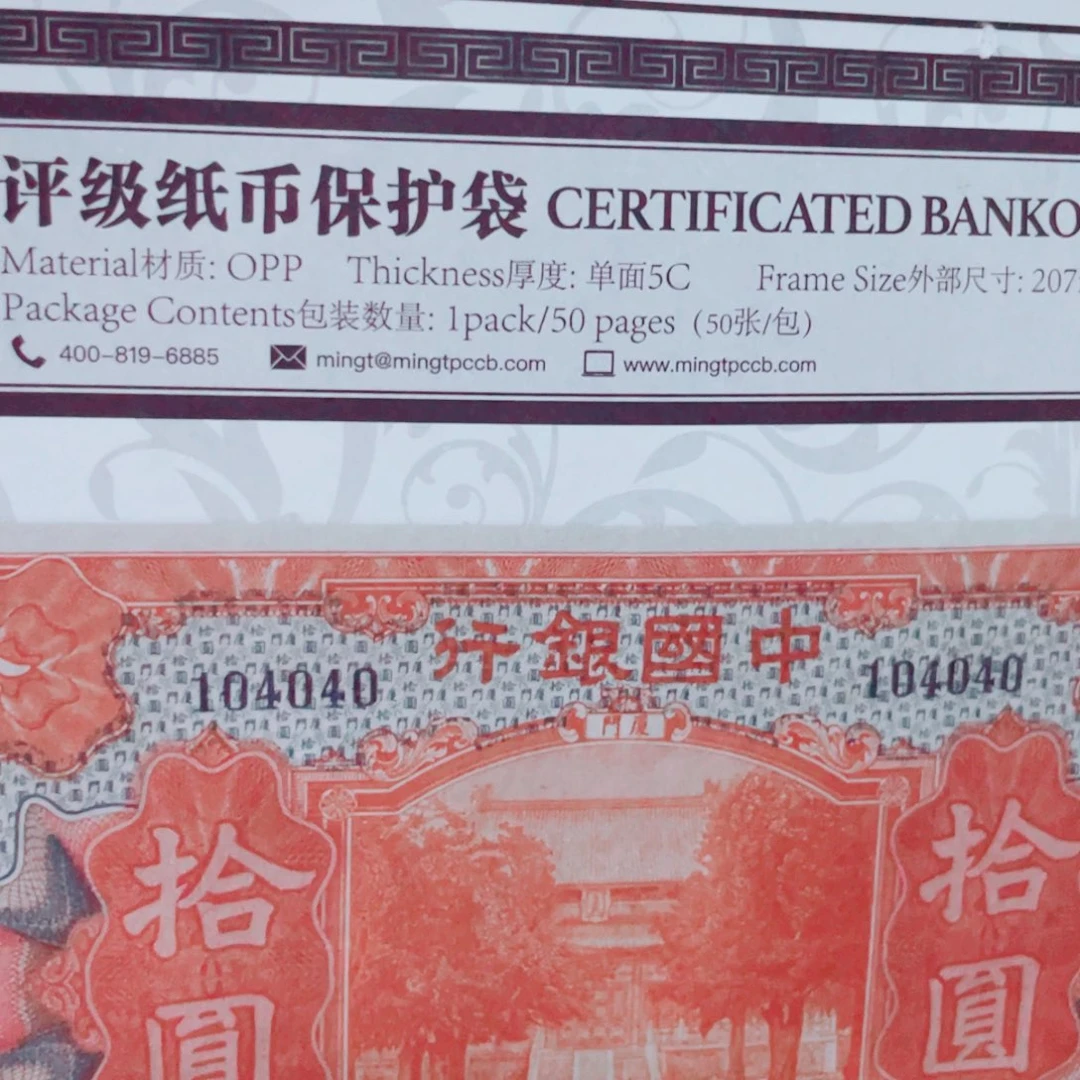 评级纸币保护袋 CERTIFICATED BANKO
Material材质: OPP Thickness厚度: 单面5C Frame Size外部尺寸: 207
Package Contents包装数量: 1pack/50 pages (50张/包)
400-819-6885 mingt@mingtpccb.com www.mingtpccb.com
行銀國中
104040 104040
門廈
拾圓 拾圓